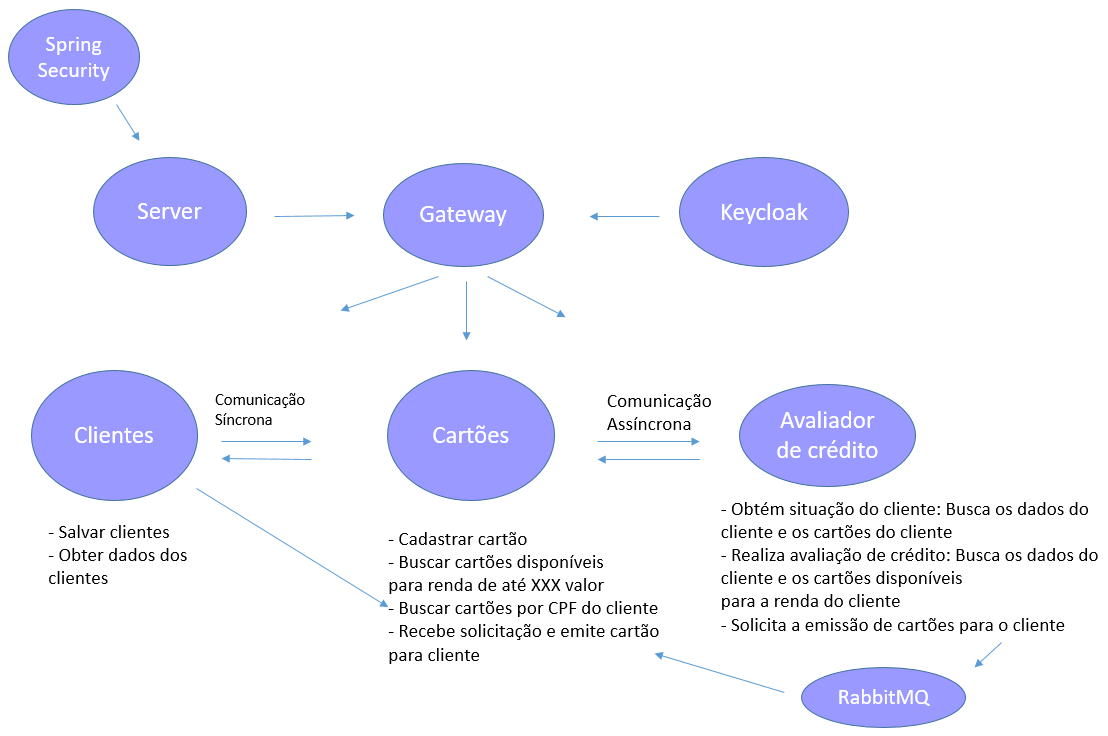 Spring
Security
Server
Gateway
Keycloak
Clientes
Comunicação
Síncrona
Cartões
Comunicação
Assíncrona
Avaliador
de crédito
- Salvar clientes
- Obter dados dos
clientes
- Cadastrar cartão
- Buscar cartões disponíveis
para renda de até XXX valor
- Buscar cartões por CPF do cliente
- Recebe solicitação e emite cartão
para cliente
- Obtém situação do cliente: Busca os dados do
cliente e os cartões do cliente
- Realiza avaliação de crédito: Busca os dados do
cliente e os cartões disponíveis
para a renda do cliente
- Solicita a emissão de cartões para o cliente
RabbitMQ